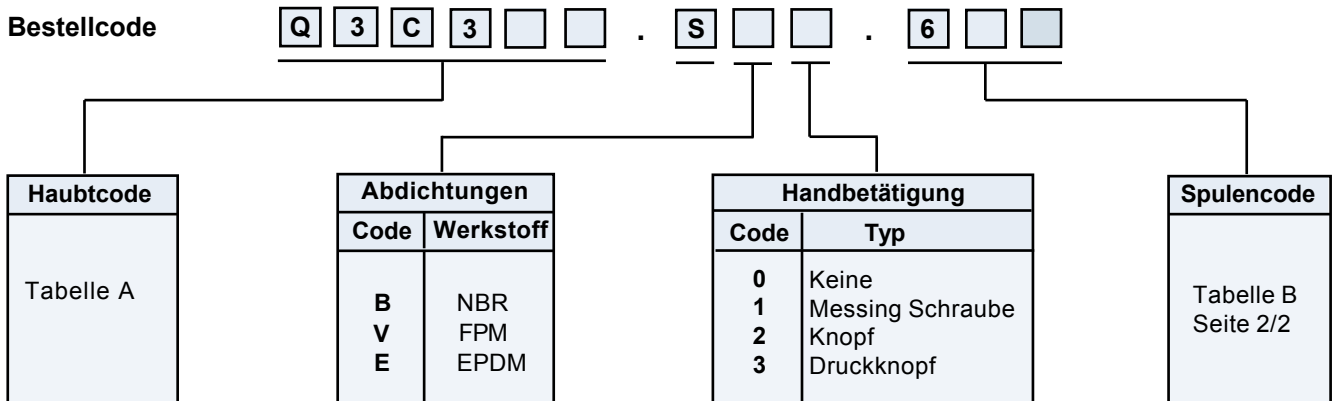 Bestellcode Q 3 C 3 . S . 6
Haubtcode
Tabelle A
Abdichtungen
Code Werkstoff
B NBR
V FPM
E EPDM
Handbetätigung
Code Typ
0 Keine
1 Messing Schraube
2 Knopf
3 Druckknopf
Spulencode
Tabelle B
Seite 2/2